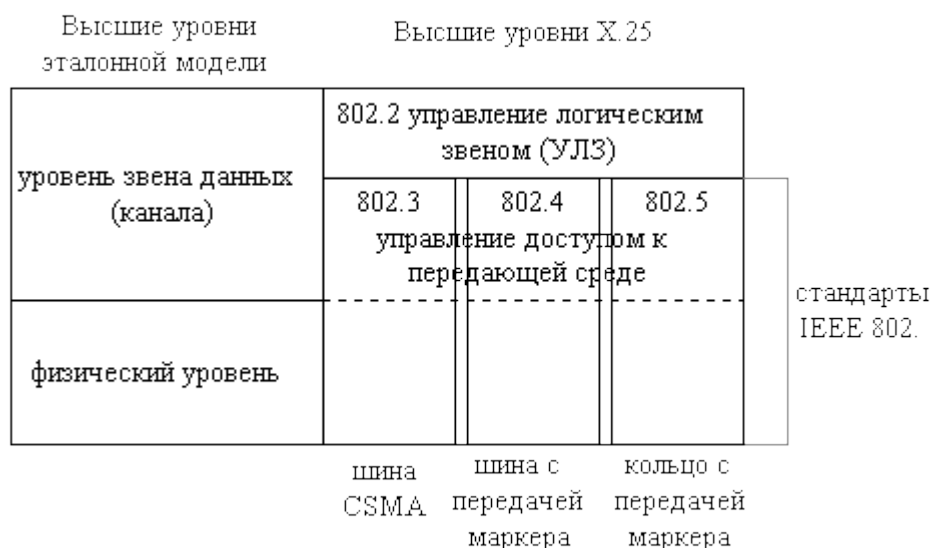 Высшие уровни
эталонной модели
Высшие уровни X.25
802.2 управление логическим
звеном (УЛЗ)
уровень звена данных
(канала)
802.3 802.4 802.5
управление доступом к
передающей среде
стандарты
IEEE 802.
физический уровень
шина
CSMA
шина с
передачей
маркера
кольцо с
передачей
маркера